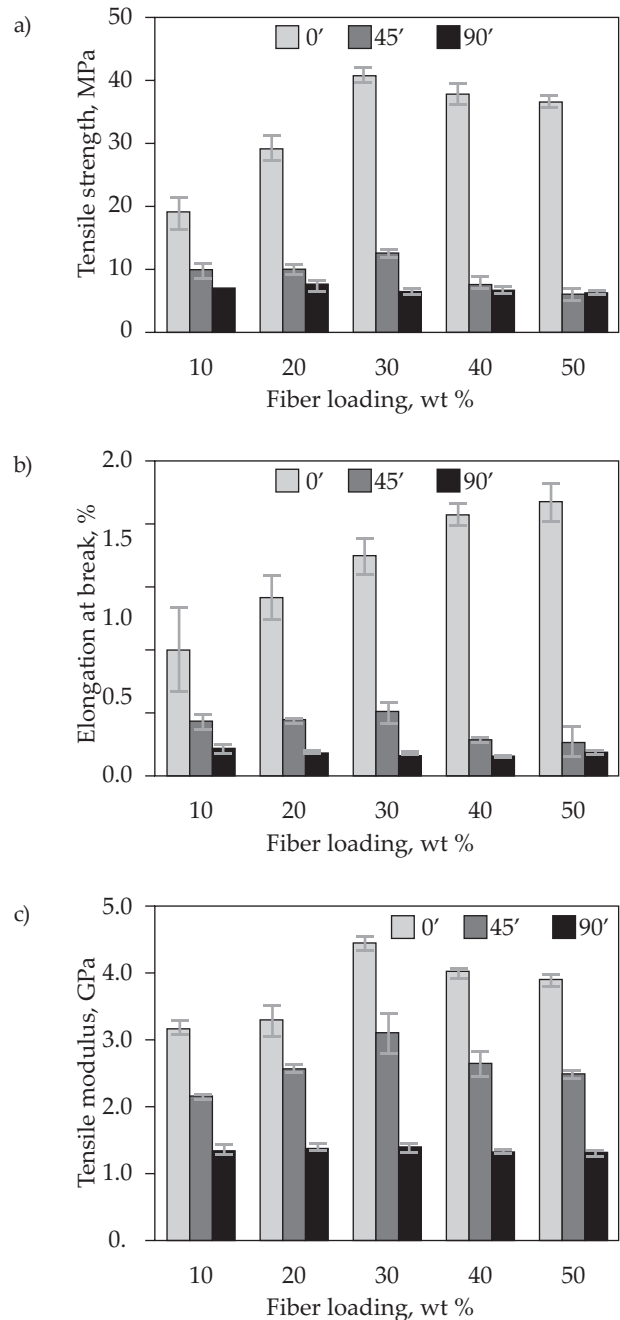 a)
Tensile strength, MPa
50
40
30
20
10
0
0’ 45’ 90’
10 20 30 40 50
Fiber loading, wt %
b)
Elongation at break, %
2.0
1.5
1.0
0.5
0.0
0’ 45’ 90’
10 20 30 40 50
Fiber loading, wt %
c)
Tensile modulus, GPa
5.0
4.0
3.0
2.0
1.0
0.
0’ 45’ 90’
10 20 30 40 50
Fiber loading, wt %